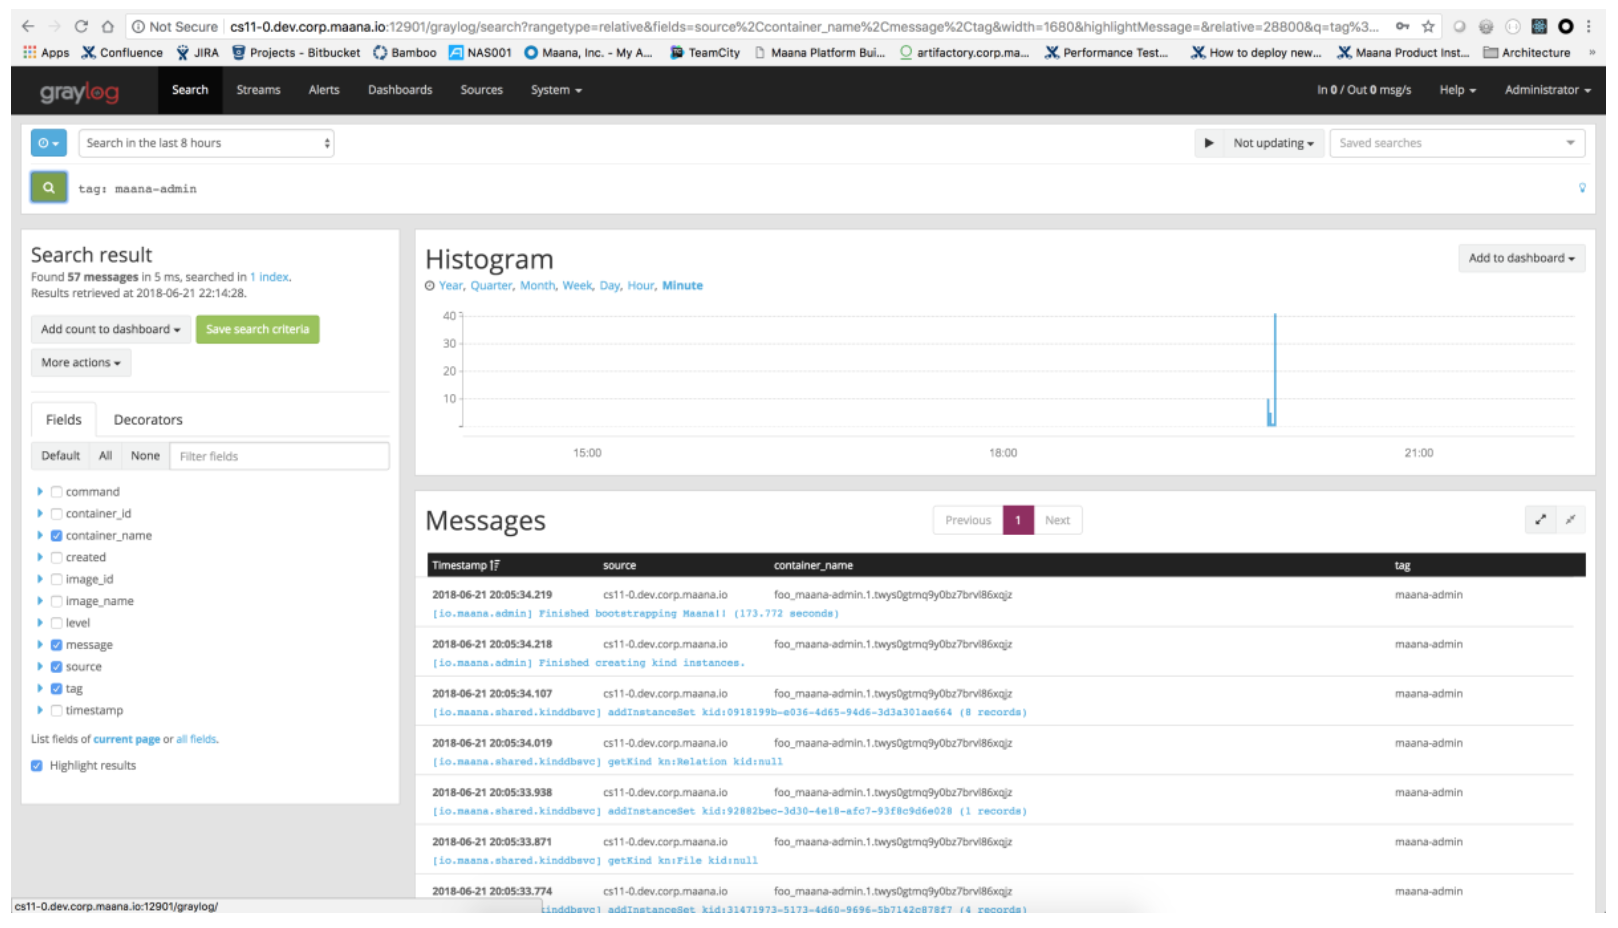 Not Secure | cs11-0.dev.corp.maana.io:12901/graylog/search?rangetype=relative&fields=source%2Ccontainer_name%2Cmessage%2Ctag&width=1680&highlightMessage=&relative=28800&q=tag%3...
Apps Confluence JIRA Projects - Bitbucket Bamboo NAS001 Maana, Inc. - My A... TeamCity Maana Platform Bui... artifactory.corp.ma... Performance Test... How to deploy new... Maana Product Inst... Architecture »
graylog Search Streams Alerts Dashboards Sources System In 0 / Out 0 msg/s Help Administrator
Search in the last 8 hours Not updating Saved searches
tag: maana-admin
Search result
Found 57 messages in 5 ms, searched in 1 index.
Results retrieved at 2018-06-21 22:14:28.
Add count to dashboard Save search criteria
More actions
Fields Decorators
Default All None Filter fields
command
container_id
container_name
created
image_id
image_name
level
message
source
tag
timestamp
List fields of current page or all fields.
Highlight results
Histogram Add to dashboard
Year, Quarter, Month, Week, Day, Hour, Minute
40
30
20
10
15:00 18:00 21:00
Messages Previous 1 Next
Timestamp source container_name tag
2018-06-21 20:05:34.219 cs11-0.dev.corp.maana.io foo_maana-admin.1.twys0gtmq9y0bz7brvl86xqjz maana-admin
[io.maana.admin] Finished bootstrapping Maana!! (173.772 seconds)
2018-06-21 20:05:34.218 cs11-0.dev.corp.maana.io foo_maana-admin.1.twys0gtmq9y0bz7brvl86xqjz maana-admin
[io.maana.admin] Finished creating kind instances.
2018-06-21 20:05:34.107 cs11-0.dev.corp.maana.io foo_maana-admin.1.twys0gtmq9y0bz7brvl86xqjz maana-admin
[io.maana.shared.kinddbsvc] addInstanceSet kid:0918199b-e036-4d65-94d6-3d3a301ae664 (8 records)
2018-06-21 20:05:34.019 cs11-0.dev.corp.maana.io foo_maana-admin.1.twys0gtmq9y0bz7brvl86xqjz maana-admin
[io.maana.shared.kinddbsvc] getKind kn:Relation kid:null
2018-06-21 20:05:33.938 cs11-0.dev.corp.maana.io foo_maana-admin.1.twys0gtmq9y0bz7brvl86xqjz maana-admin
[io.maana.shared.kinddbsvc] addInstanceSet kid:92882bec-3d30-4e18-afc7-93f8c9d6e028 (1 records)
2018-06-21 20:05:33.871 cs11-0.dev.corp.maana.io foo_maana-admin.1.twys0gtmq9y0bz7brvl86xqjz maana-admin
[io.maana.shared.kinddbsvc] getKind kn:File kid:null
2018-06-21 20:05:33.774 cs11-0.dev.corp.maana.io foo_maana-admin.1.twys0gtmq9y0bz7brvl86xqjz maana-admin
cinddbsvc] addInstanceSet kid:31471973-5173-4d60-9696-5b7142c878f7 (4 records)
cs11-0.dev.corp.maana.io:12901/graylog/